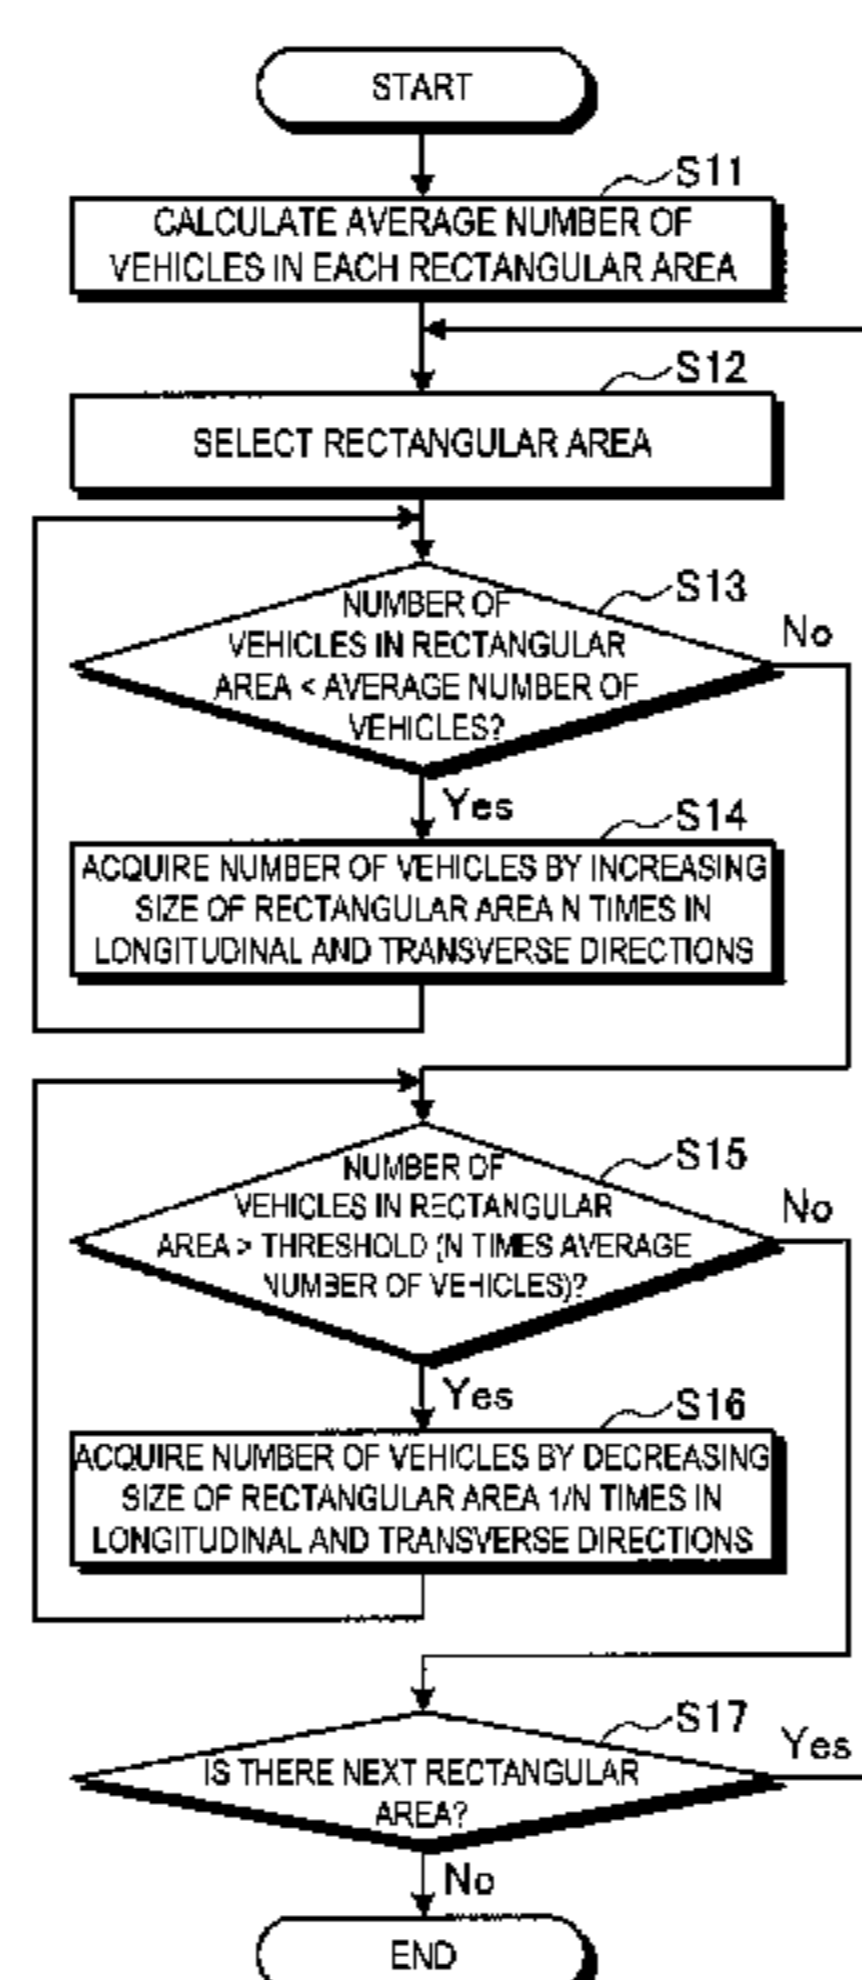 START
S11
CALCULATE AVERAGE NUMBER OF
VEHICLES IN EACH RECTANGULAR AREA
S12
SELECT RECTANGULAR AREA
S13
NUMBER OF
VEHICLES IN RECTANGULAR
AREA < AVERAGE NUMBER OF
VEHICLES?
No
Yes
S14
ACQUIRE NUMBER OF VEHICLES BY INCREASING
SIZE OF RECTANGULAR AREA N TIMES IN
LONGITUDINAL AND TRANSVERSE DIRECTIONS
S15
NUMBER OF
VEHICLES IN RECTANGULAR
AREA > THRESHOLD (N TIMES AVERAGE
NUMBER OF VEHICLES)?
No
Yes
S16
ACQUIRE NUMBER OF VEHICLES BY DECREASING
SIZE OF RECTANGULAR AREA 1/N TIMES IN
LONGITUDINAL AND TRANSVERSE DIRECTIONS
S17
IS THERE NEXT RECTANGULAR
AREA?
Yes
No
END